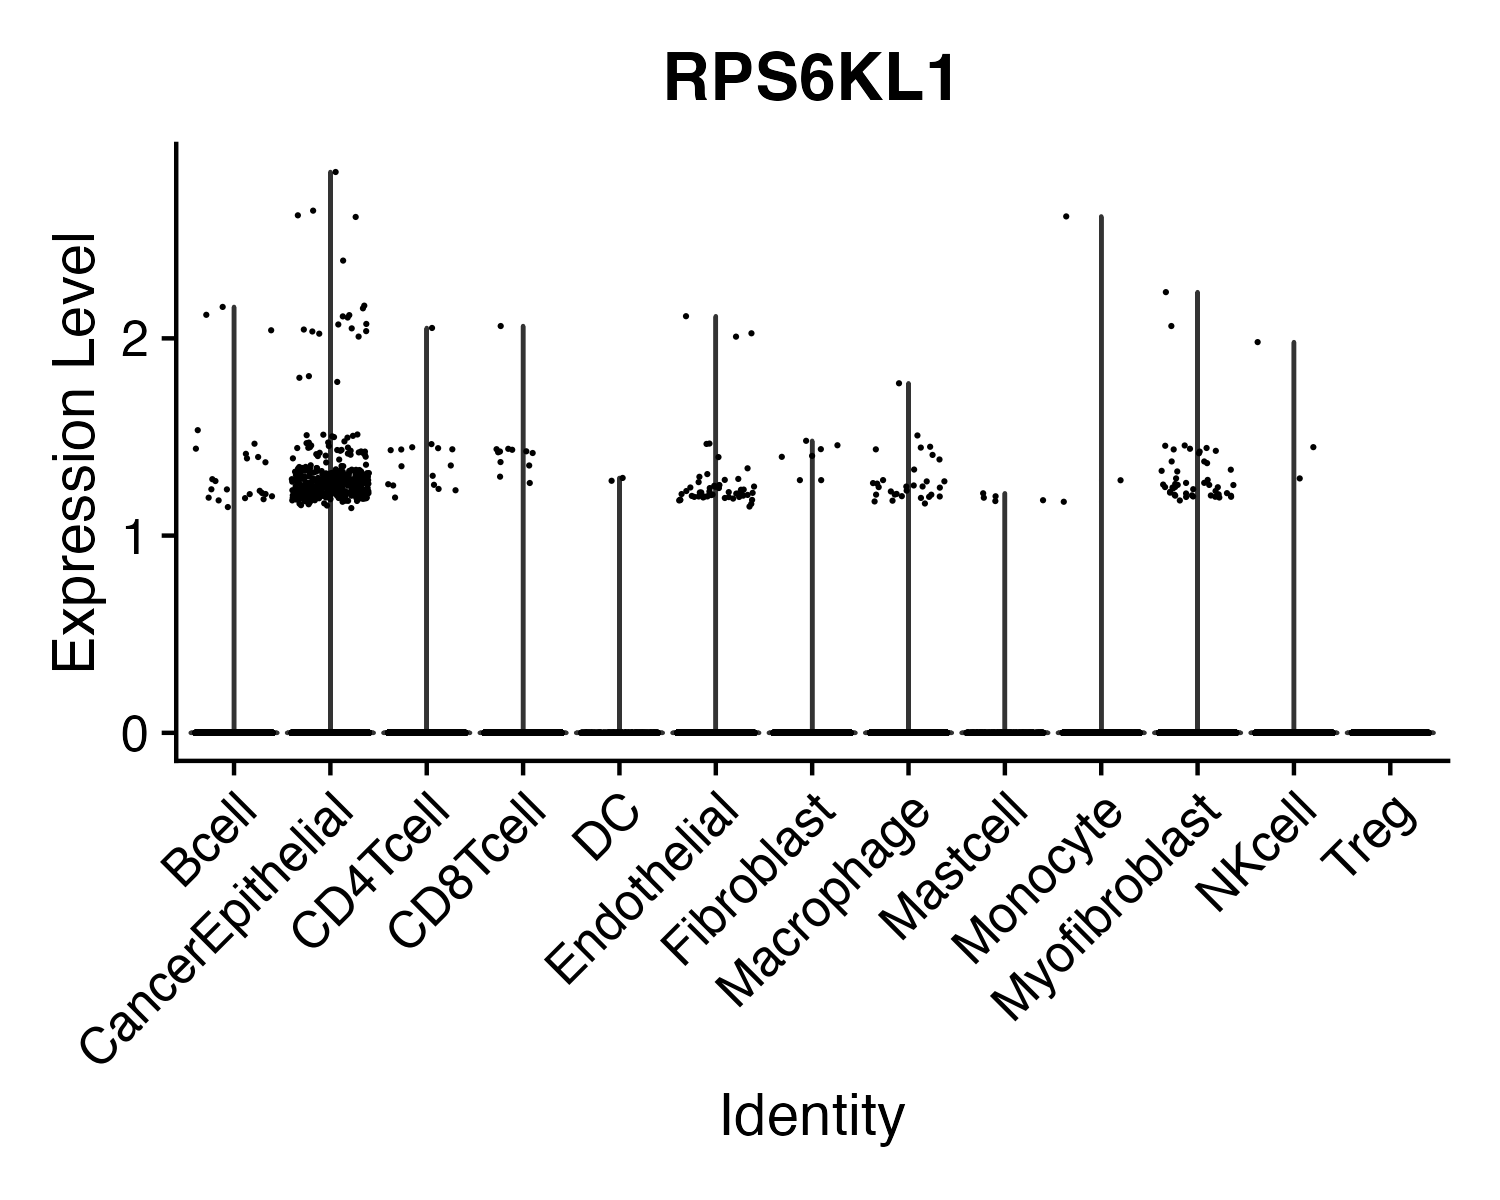 RPS6KL1
Expression Level
2
1
0
Bcell
CancerEpithelial
CD4Tcell
CD8Tcell
DC
Endothelial
Fibroblast
Macrophage
Mastcell
Monocyte
Myofibroblast
NKcell
Treg
Identity